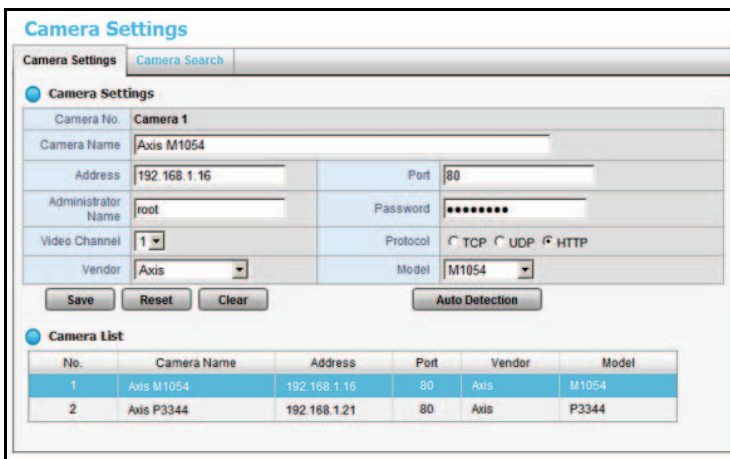 Camera Settings
Camera Settings Camera Search
Camera Settings
Camera No. Camera 1
Camera Name Axis M1054
Address 192.168.1.16 Port 80
Administrator Name root Password ●●●●●●●●
Video Channel 1 Protocol TCP UDP HTTP
Vendor Axis Model M1054
Save Reset Clear Auto Detection
Camera List
No. Camera Name Address Port Vendor Model
1 Axis M1054 192.168.1.16 80 Axis M1054
2 Axis P3344 192.168.1.21 80 Axis P3344